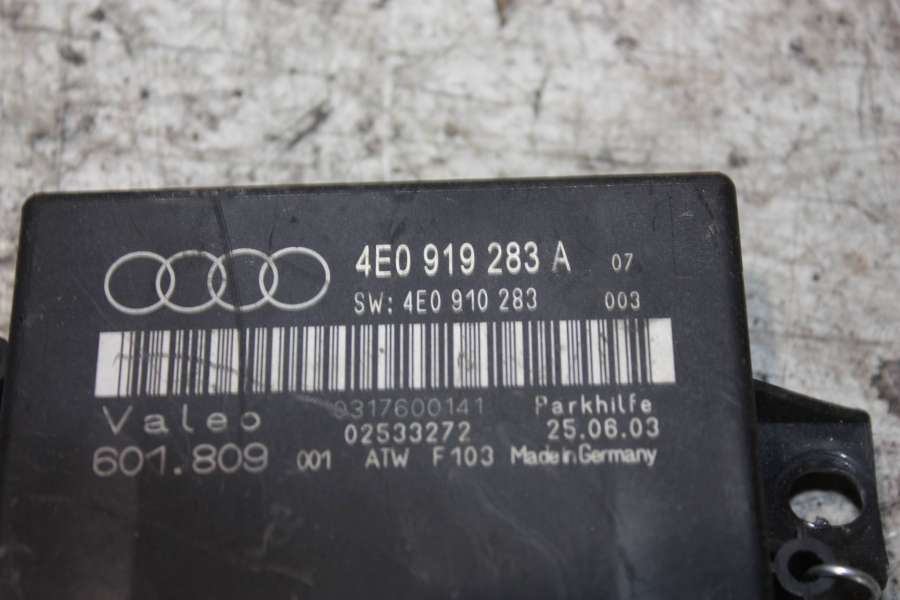 4E0 919 283 A 07
SW: 4E0 910 283 003
0317600141 Parkhilfe
Valeo 02533272 25.06.03
601.809 001 ATW F103 Made in Germany